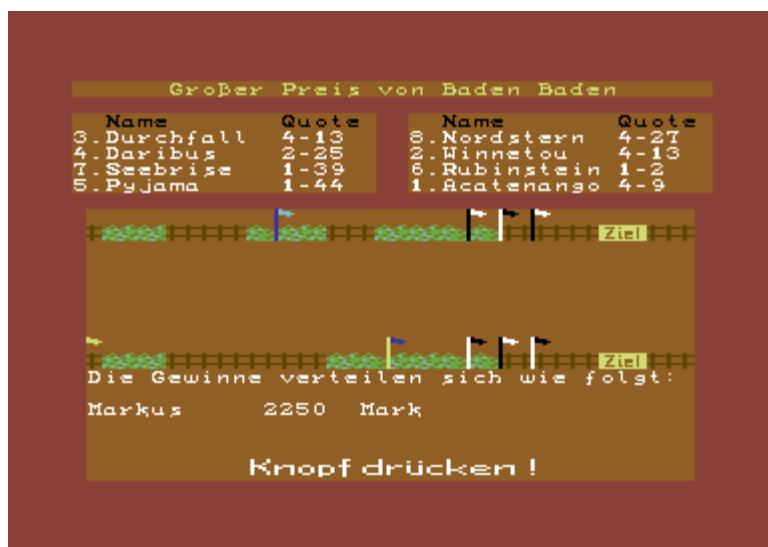 Großer Preis von Baden Baden
Name Quote Name Quote
3.Durchfall 4-13 8.Nordstern 4-27
4.Daribus 2-25 2.Winnetou 4-13
7.Seebrise 1-39 6.Rubinstein 1-2
5.Pyjama 1-44 1.Acatenango 4-9
Ziel
Ziel
Die Gewinne verteilen sich wie folgt:
Markus 2250 Mark
Knopf drücken!